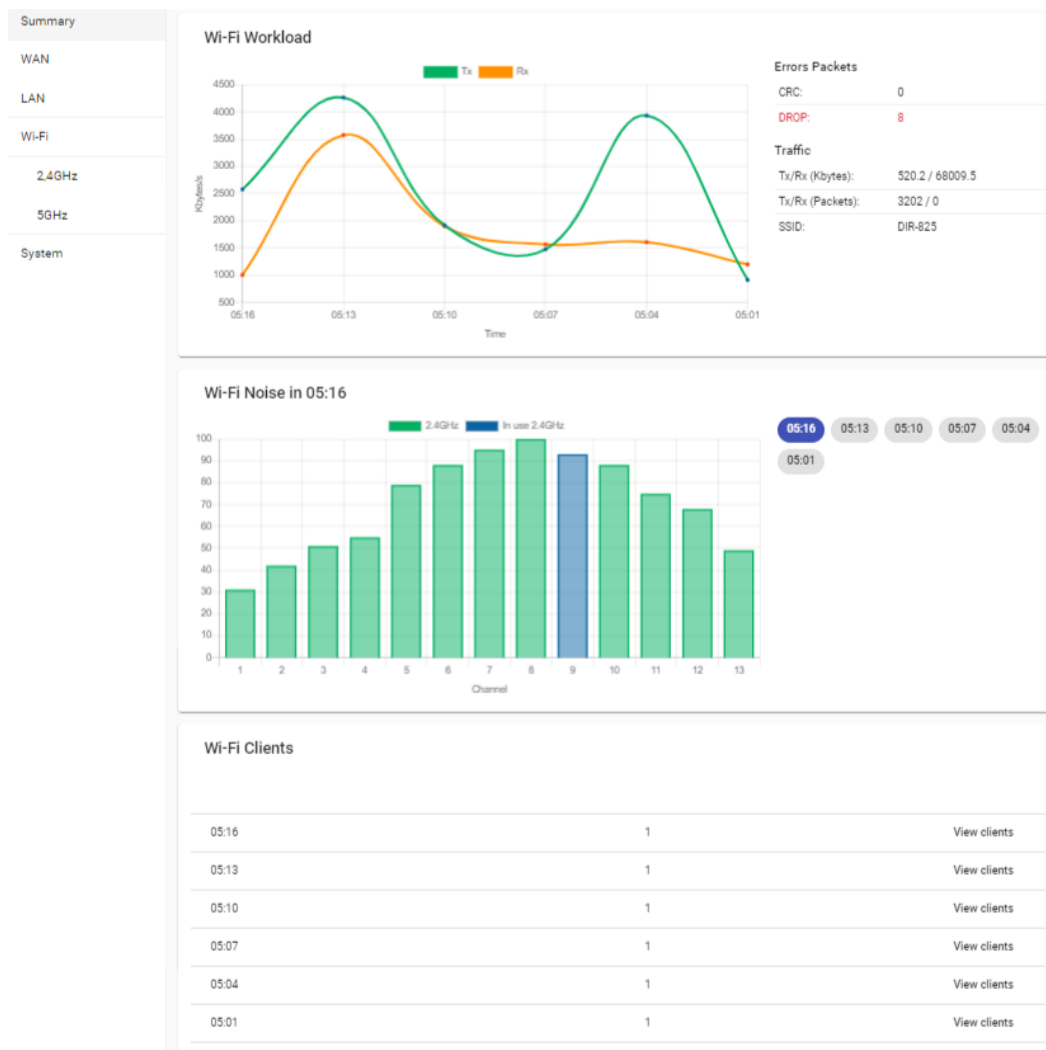 Summary
WAN
LAN
Wi-Fi
2,4GHz
5GHz
System
Wi-Fi Workload
Tx Rx
4500
4000
3500
3000
2500
2000
1500
1000
500
Kbytes/s
05:16 05:13 05:10 05:07 05:04 05:01
Time
Errors Packets
CRC: 0
DROP: 8
Traffic
Tx/Rx (Kbytes): 520.2 / 68009.5
Tx/Rx (Packets): 3202 / 0
SSID: DIR-825
Wi-Fi Noise in 05:16
2.4GHz In use 2.4GHz
100
90
80
70
60
50
40
30
20
10
0
1 2 3 4 5 6 7 8 9 10 11 12 13
Channel
05:16 05:13 05:10 05:07 05:04
05:01
Wi-Fi Clients
05:16 1 View clients
05:13 1 View clients
05:10 1 View clients
05:07 1 View clients
05:04 1 View clients
05:01 1 View clients